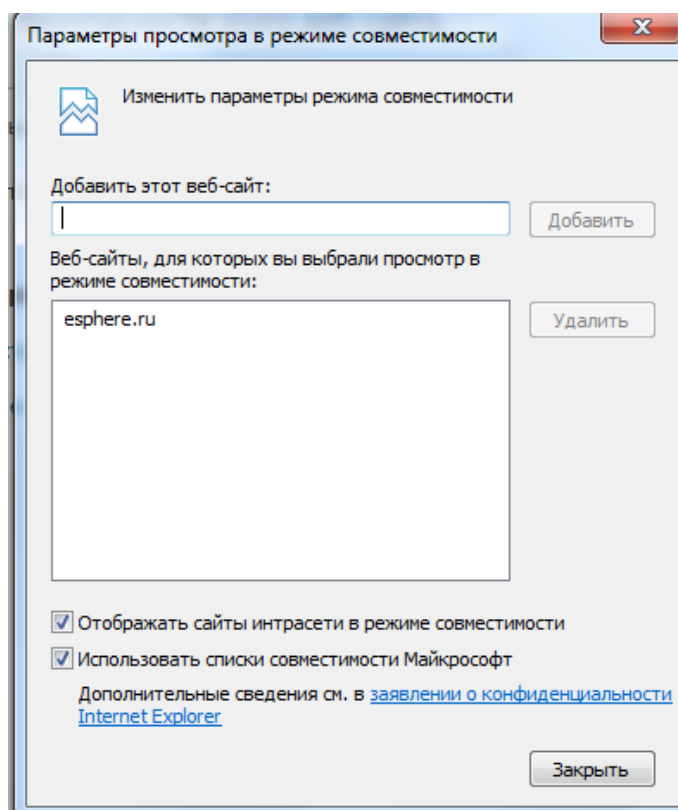 Параметры просмотра в режиме совместимости
Изменить параметры режима совместимости
Добавить этот веб-сайт:
Добавить
Веб-сайты, для которых вы выбрали просмотр в
режиме совместимости:
esphere.ru
Удалить
Отображать сайты интрасети в режиме совместимости
Использовать списки совместимости Майкрософт
Дополнительные сведения см. в заявлении о конфиденциальности
Internet Explorer
Закрыть